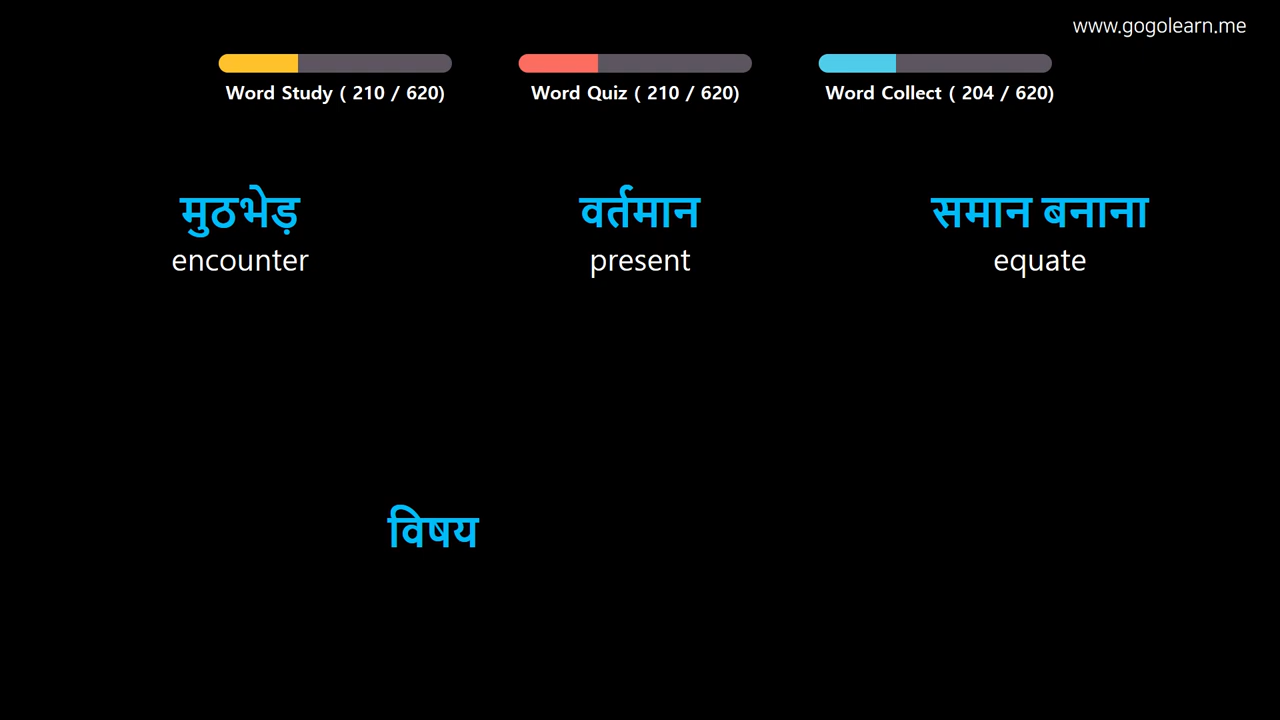 www.gogolearn.me
Word Study ( 210 / 620)
Word Quiz ( 210 / 620)
Word Collect ( 204 / 620)
मुठभेड़
वर्तमान
समान बनाना
encounter
present
equate
विषय